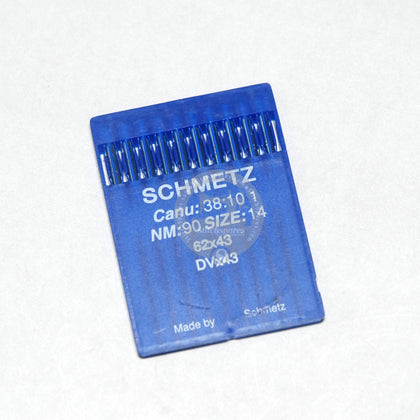 SCHMETZ
Canu: 38:10 1
NM:90 SIZE:14
62x43
DVx43
Made by Schmetz